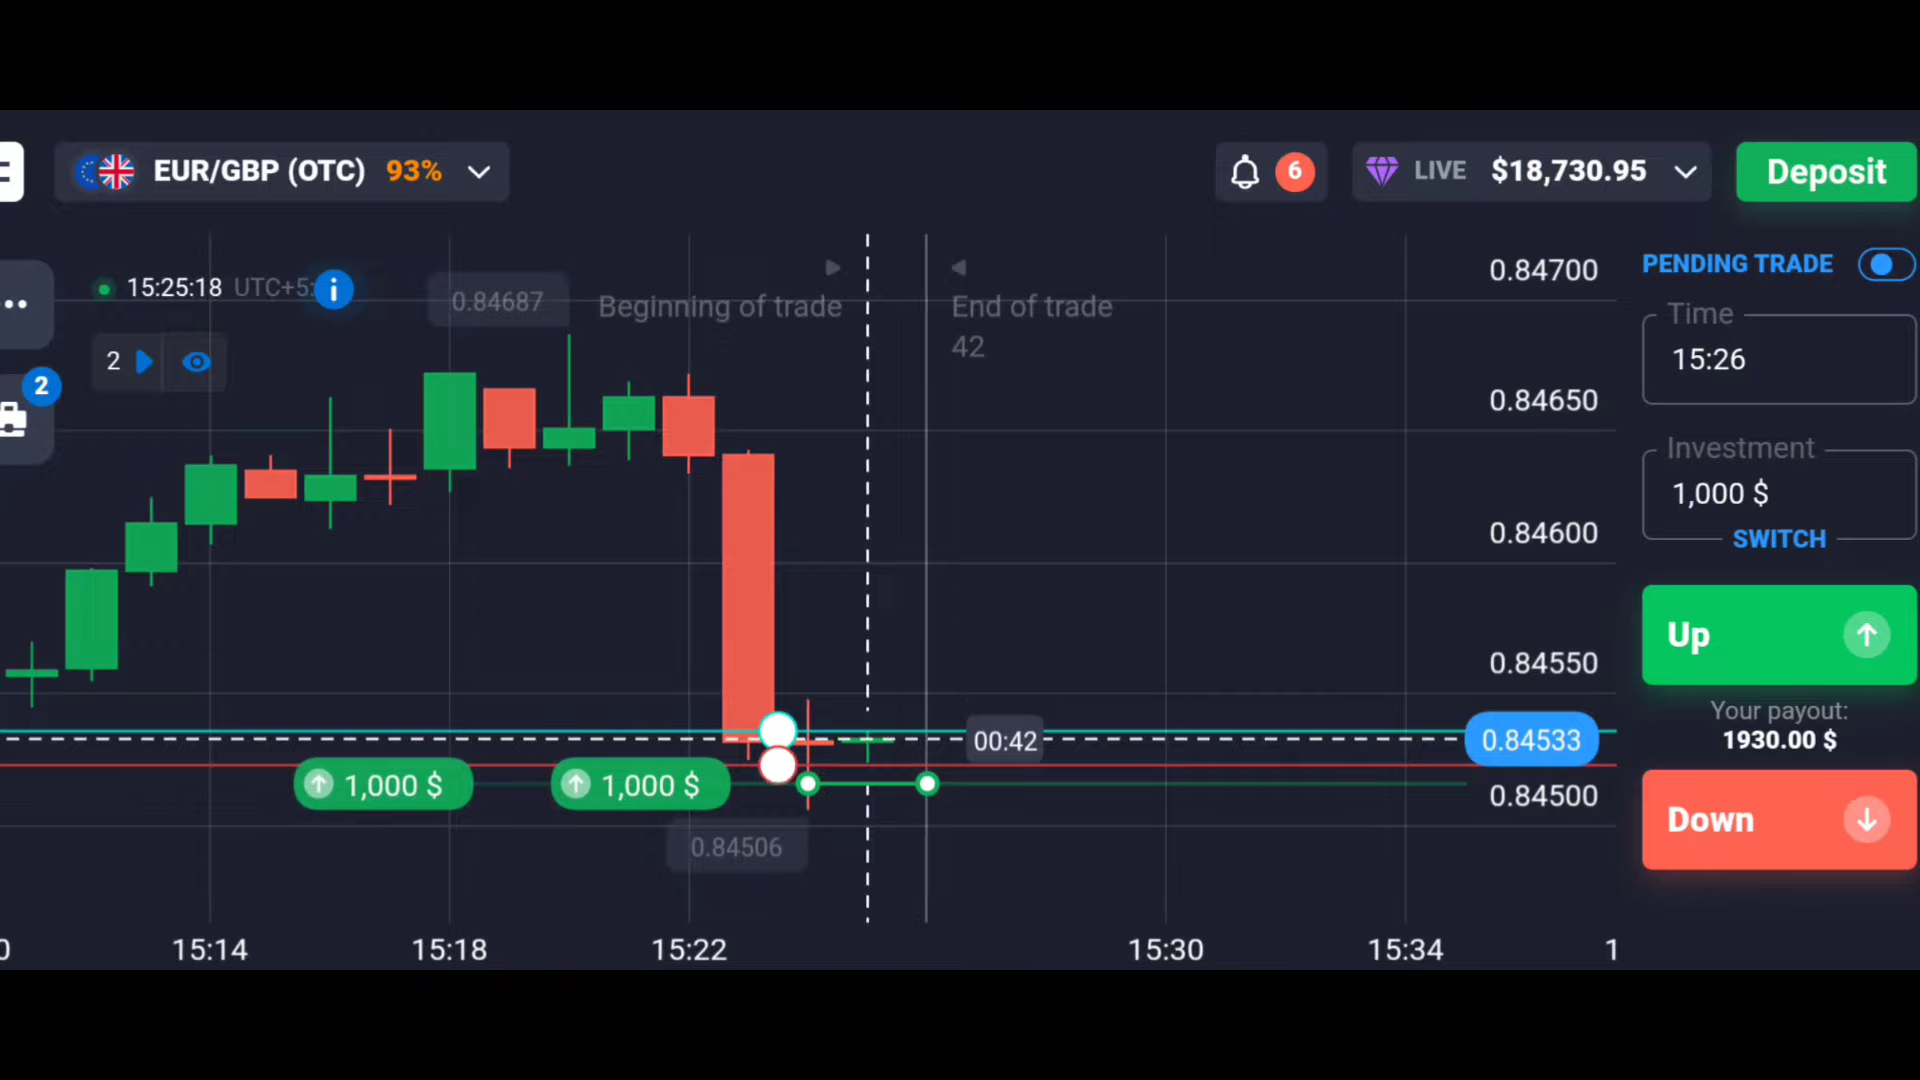 EUR/GBP (OTC) 93%
6
LIVE $18,730.95
Deposit
15:25:18 UTC+5:
0.84687
Beginning of trade
End of trade
42
2
2
0.84700
0.84650
0.84600
0.84550
0.84533
0.84500
00:42
1,000 $
1,000 $
0.84506
15:14
15:18
15:22
15:30
15:34
PENDING TRADE
Time
15:26
Investment
1,000 $
SWITCH
Up
Your payout:
1930.00 $
Down